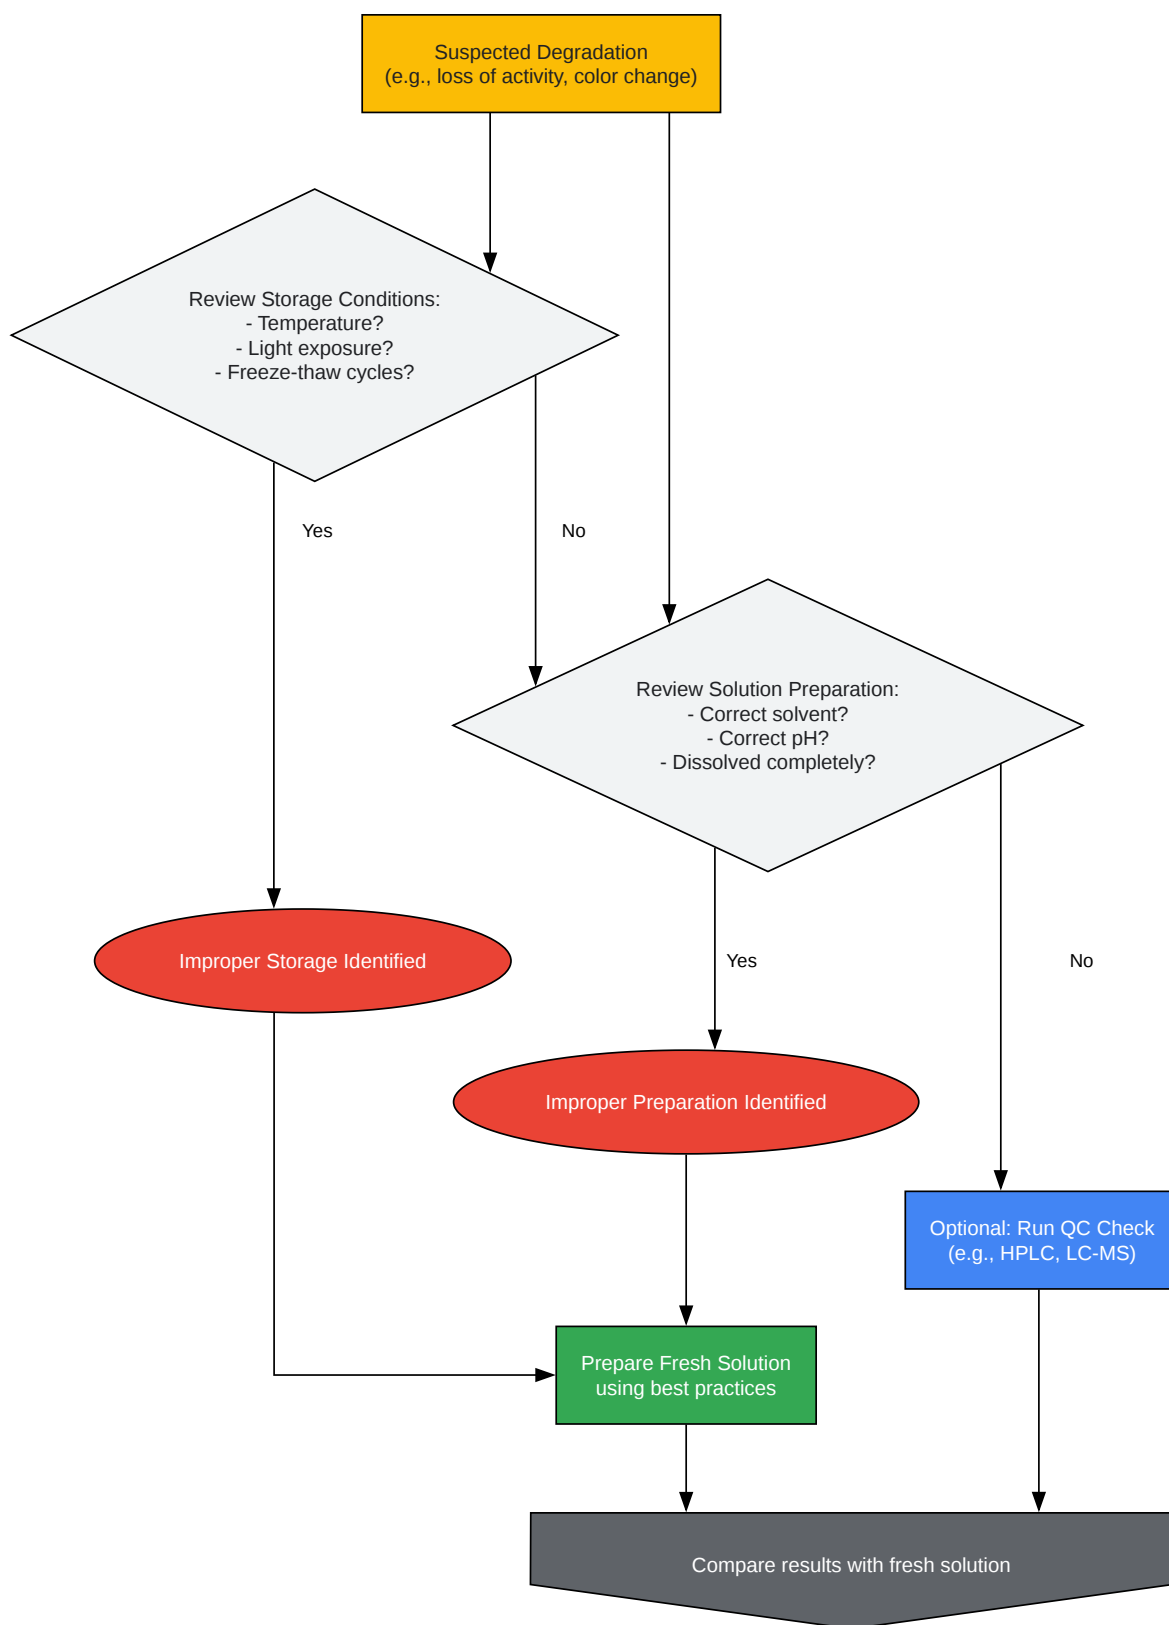 Suspected Degradation
(e.g., loss of activity, color change)
Review Storage Conditions:
- Temperature?
- Light exposure?
- Freeze-thaw cycles?
Yes
No
Review Solution Preparation:
- Correct solvent?
- Correct pH?
- Dissolved completely?
Improper Storage Identified
Yes
No
Improper Preparation Identified
Optional: Run QC Check
(e.g., HPLC, LC-MS)
Prepare Fresh Solution
using best practices
Compare results with fresh solution